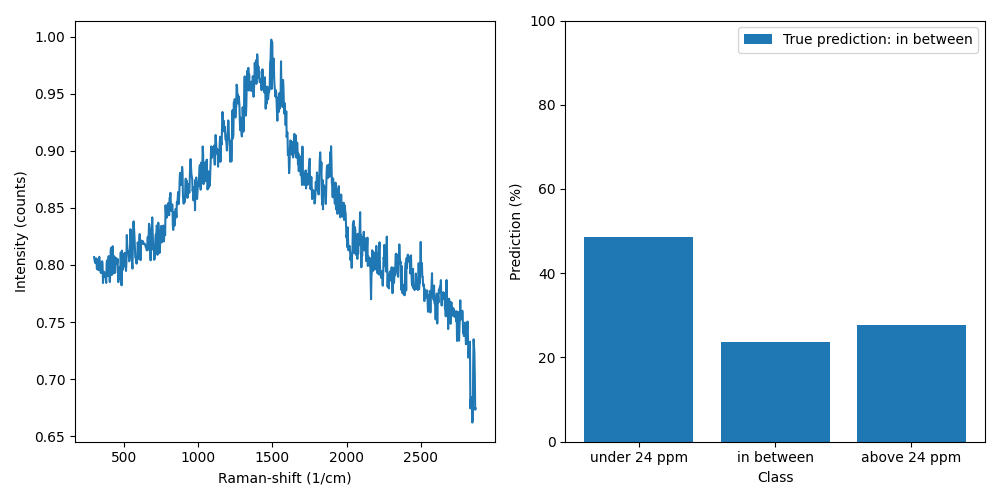 1.00
0.95
0.90
0.85
0.80
0.75
0.70
0.65
Intensity (counts)
500 1000 1500 2000 2500
Raman-shift (1/cm)
100
80
60
40
20
0
Prediction (%)
True prediction: in between
under 24 ppm in between above 24 ppm
Class